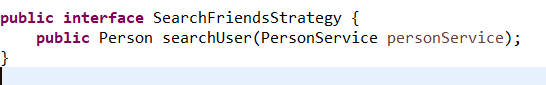 public interface SearchFriendsStrategy {
    public Person searchUser(PersonService personService);
}